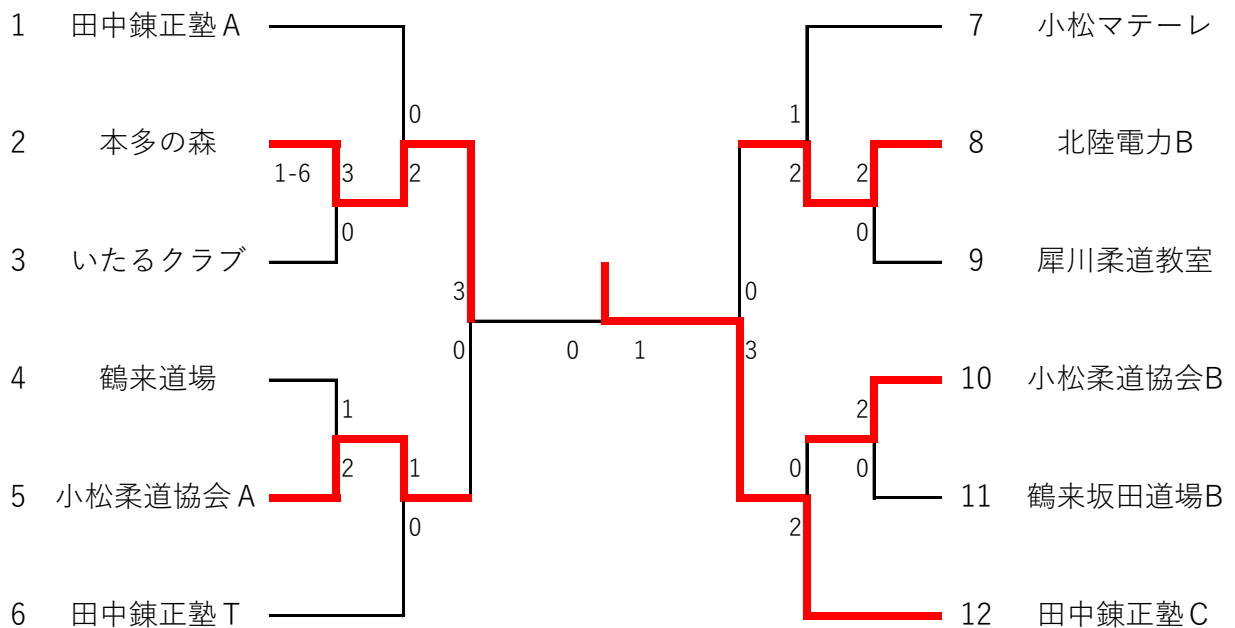 1 田中錬正塾A
7 小松マテーレ
0
1
2 本多の森
8 北陸電力B
1-6 3 2
2 2
0
0
3 いたるクラブ
9 犀川柔道教室
3
0
0
0 1
3
4 鶴来道場
10 小松柔道協会B
1
2
2 1
0 0
5 小松柔道協会A
11 鶴来坂田道場B
0
2
6 田中錬正塾T
12 田中錬正塾C